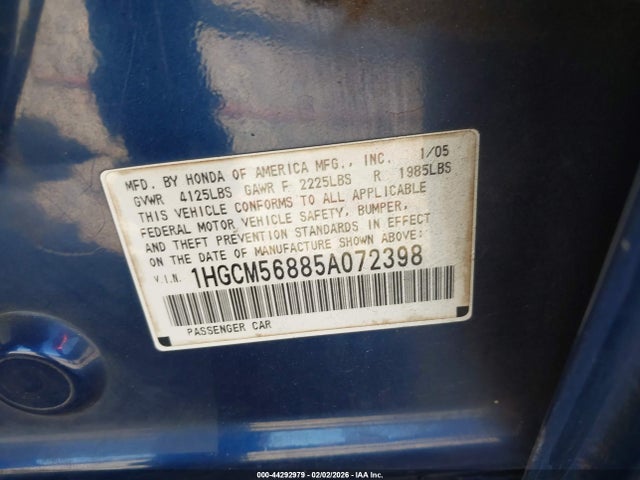 MFD. BY HONDA OF AMERICA MFG., INC. 1/05
GVWR 4125LBS GAWR F 2225LBS R 1985LBS
THIS VEHICLE CONFORMS TO ALL APPLICABLE
FEDERAL MOTOR VEHICLE SAFETY, BUMPER,
AND THEFT PREVENTION STANDARDS IN EFFECT
ON THE DATE OF MANUFACTURE SHOWN ABOVE:
V.I.N. 1HGCM56885A072398
PASSENGER CAR
000-44292979 - 02/02/2026 - IAA Inc.